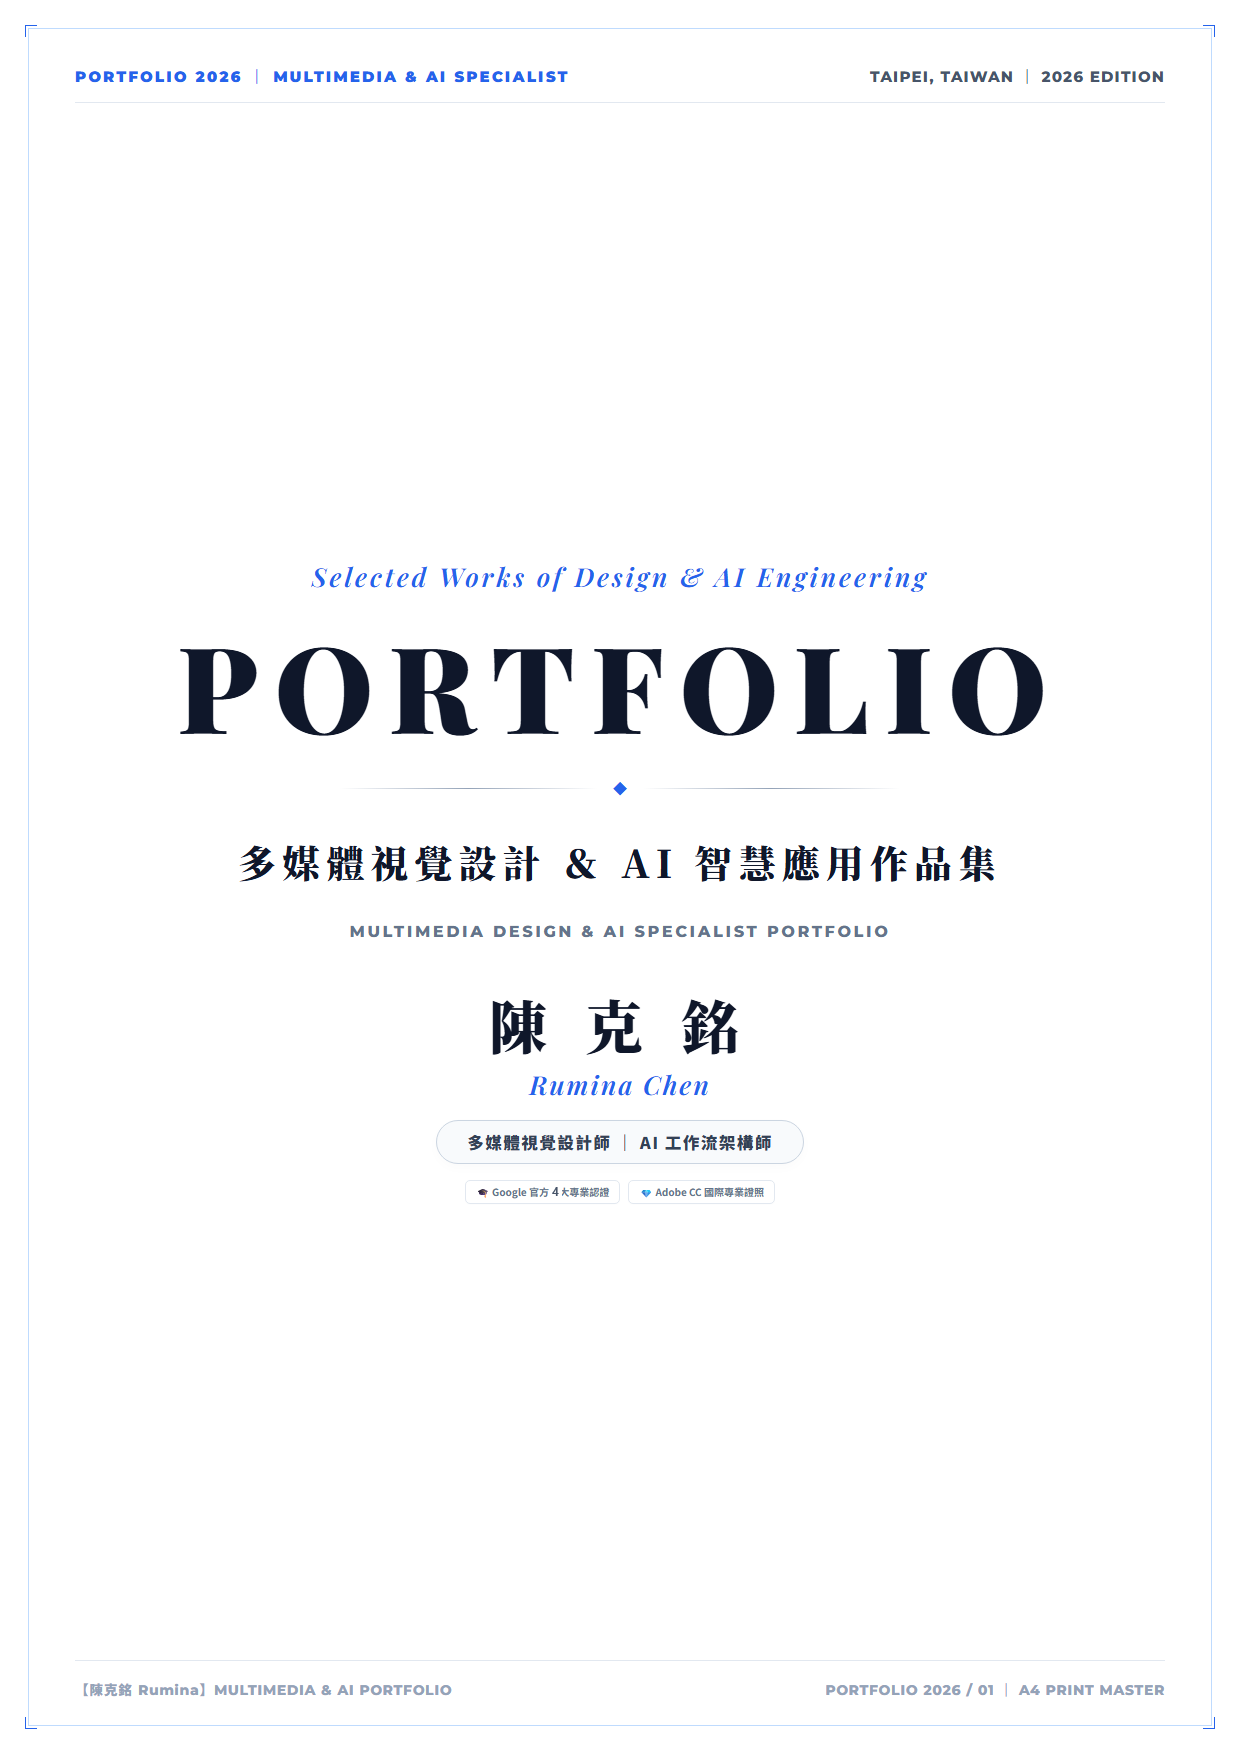 PORTFOLIO 2026 | MULTIMEDIA & AI SPECIALIST
TAIPEI, TAIWAN | 2026 EDITION
Selected Works of Design & AI Engineering
PORTFOLIO
多媒體視覺設計 & AI 智慧應用作品集
MULTIMEDIA DESIGN & AI SPECIALIST PORTFOLIO
陳克銘
Rumina Chen
多媒體視覺設計師 | AI 工作流架構師
Google 官方 4 大專業認證
Adobe CC 國際專業證照
【陳克銘 Rumina】MULTIMEDIA & AI PORTFOLIO
PORTFOLIO 2026 / 01 | A4 PRINT MASTER